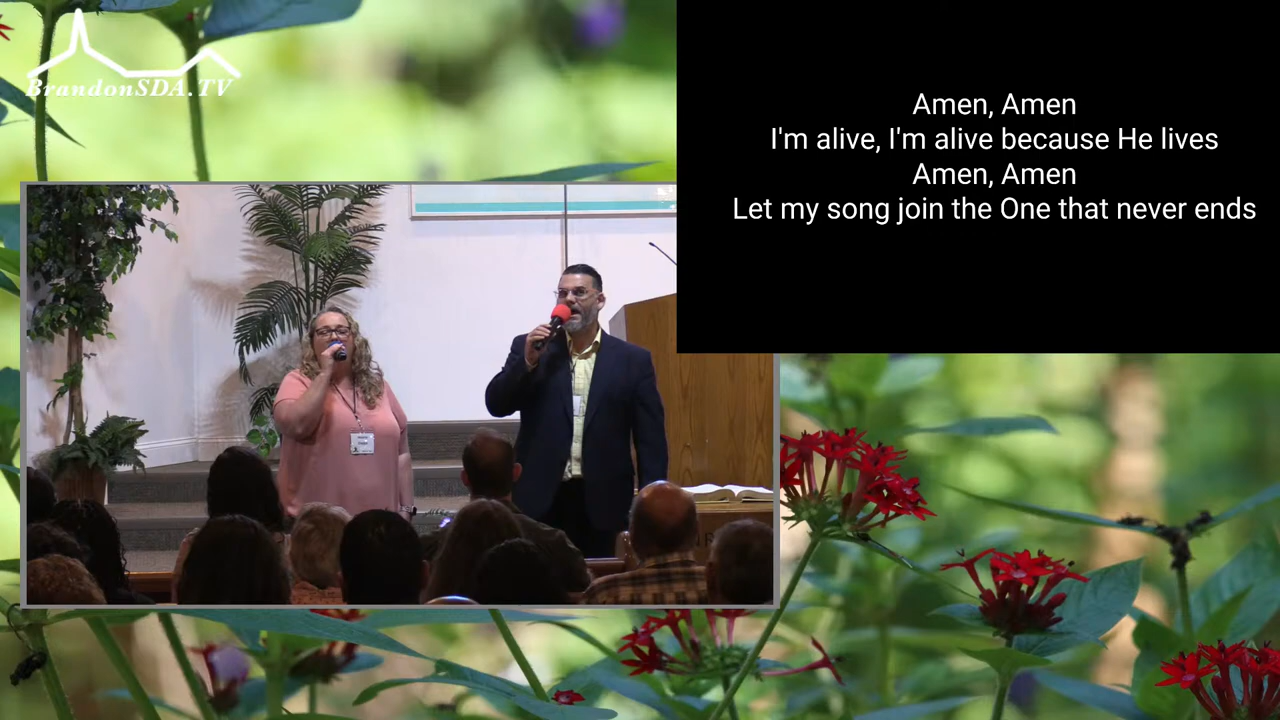 BrandonSDA.TV
Amen, Amen
I'm alive, I'm alive because He lives
Amen, Amen
Let my song join the One that never ends